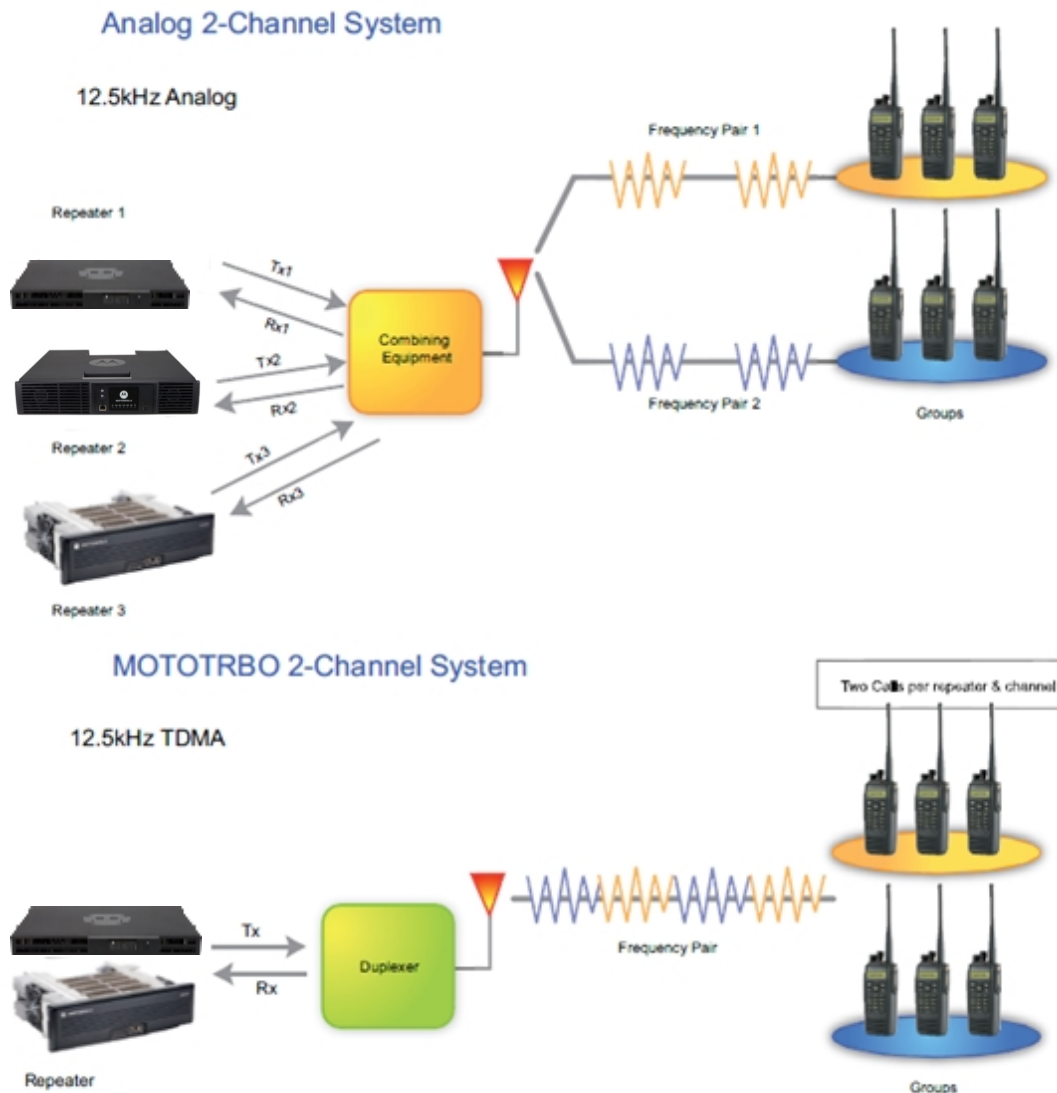 Analog 2-Channel System
12.5kHz Analog
Frequency Pair 1
Repeater 1
Tx1
Rx1
Combining
Equipment
Tx2
Rx2
Frequency Pair 2
Groups
Repeater 2
Tx3
Rx3
Repeater 3
MOTOTRBO 2-Channel System
Two Calls per repeater & channel
12.5kHz TDMA
Tx
Rx
Duplexer
Frequency Pair
Repeater
Groups